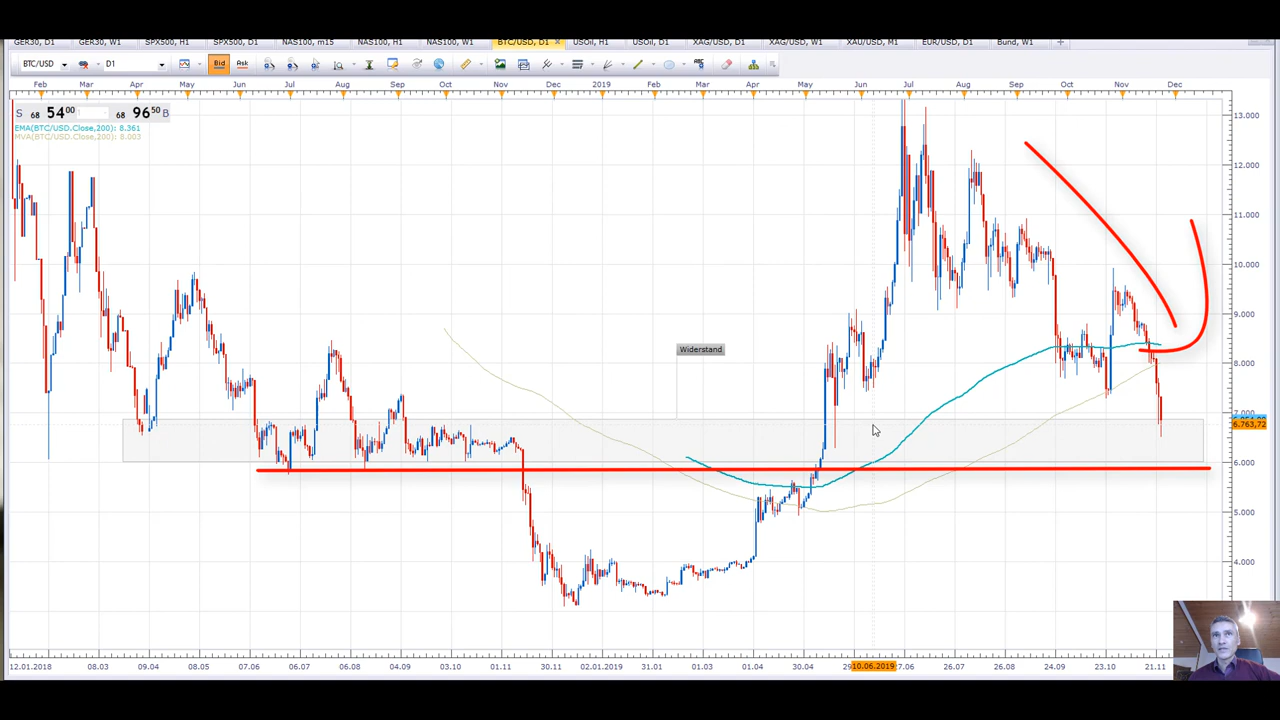 GER30, D1 GER30, W1 SPX500, H1 SPX500, D1 NAS100, m15 NAS100, H1 NAS100, W1 BTC/USD, D1 USOil, H1 USOil, D1 XAG/USD, D1 XAG/USD, W1 XAU/USD, M1 EUR/USD, D1 Bund, W1
BTC/USD D1 Bid Ask
Feb Apr May Jun Jul Aug Sep Oct Nov Dec 2019 Feb Mar Apr May Jun Jul Aug Sep Oct Nov Dec
S 68 54 00 68 96 50 B
EMA(BTC/USD.Close,200): 8.361
MVA(BTC/USD.Close,200): 8.003
13.000
12.000
11.000
10.000
9.000
Widerstand
8.000
7.000
6.763,72
6.000
5.000
4.000
12.01.2018 08.03 09.04 08.05 07.06 06.07 06.08 04.09 03.10 01.11 30.11 02.01.2019 31.01 01.03 01.04 30.04 10.06.2019 26.07 26.08 24.09 23.10 21.11